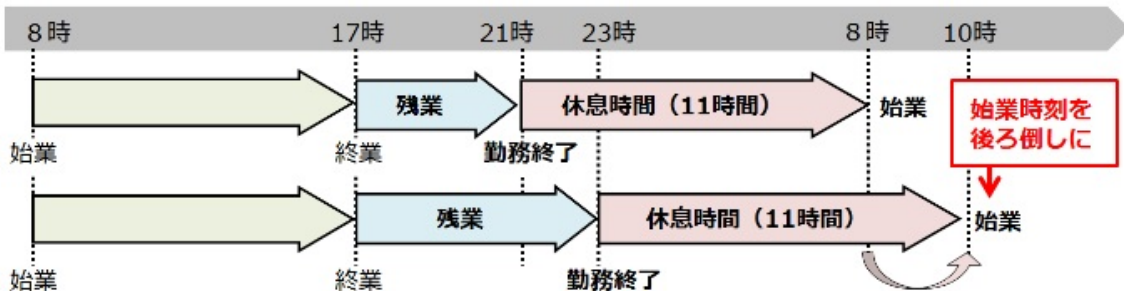 8時 17時 21時 23時 8時 10時
残業 休息時間（11時間） 始業
始業時刻を
後ろ倒しに
始業 終業 勤務終了
残業 休息時間（11時間） 始業
始業 終業 勤務終了